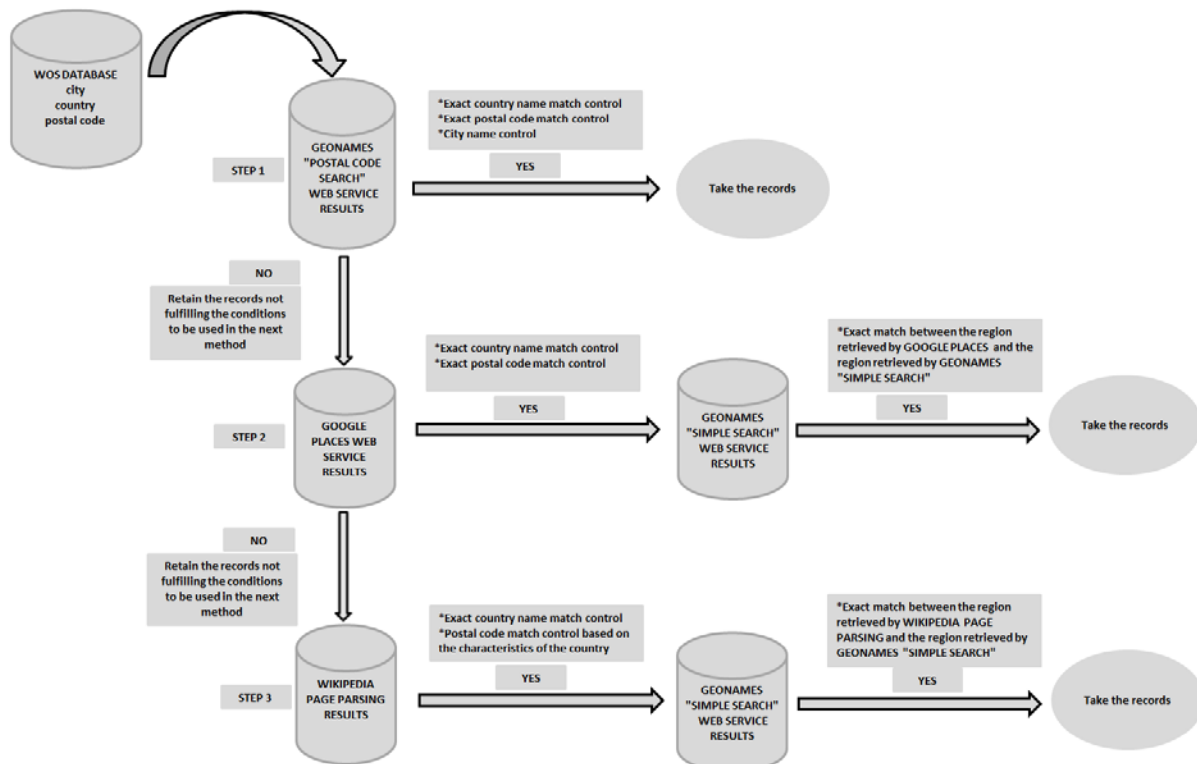 WOS DATABASE
city
country
postal code
STEP 1
GEONAMES
"POSTAL CODE
SEARCH"
WEB SERVICE
RESULTS
*Exact country name match control
*Exact postal code match control
*City name control
YES
Take the records
NO
Retain the records not
fulfilling the conditions
to be used in the next
method
STEP 2
GOOGLE
PLACES WEB
SERVICE
RESULTS
*Exact country name match control
*Exact postal code match control
YES
GEONAMES
"SIMPLE SEARCH"
WEB SERVICE
RESULTS
*Exact match between the region
retrieved by GOOGLE PLACES and the
region retrieved by GEONAMES
"SIMPLE SEARCH"
YES
Take the records
NO
Retain the records not
fulfilling the conditions
to be used in the next
method
STEP 3
WIKIPEDIA
PAGE PARSING
RESULTS
*Exact country name match control
*Postal code match control based on
the characteristics of the country
YES
GEONAMES
"SIMPLE SEARCH"
WEB SERVICE
RESULTS
*Exact match between the region
retrieved by WIKIPEDIA PAGE
PARSING and the region retrieved by
GEONAMES "SIMPLE SEARCH"
YES
Take the records